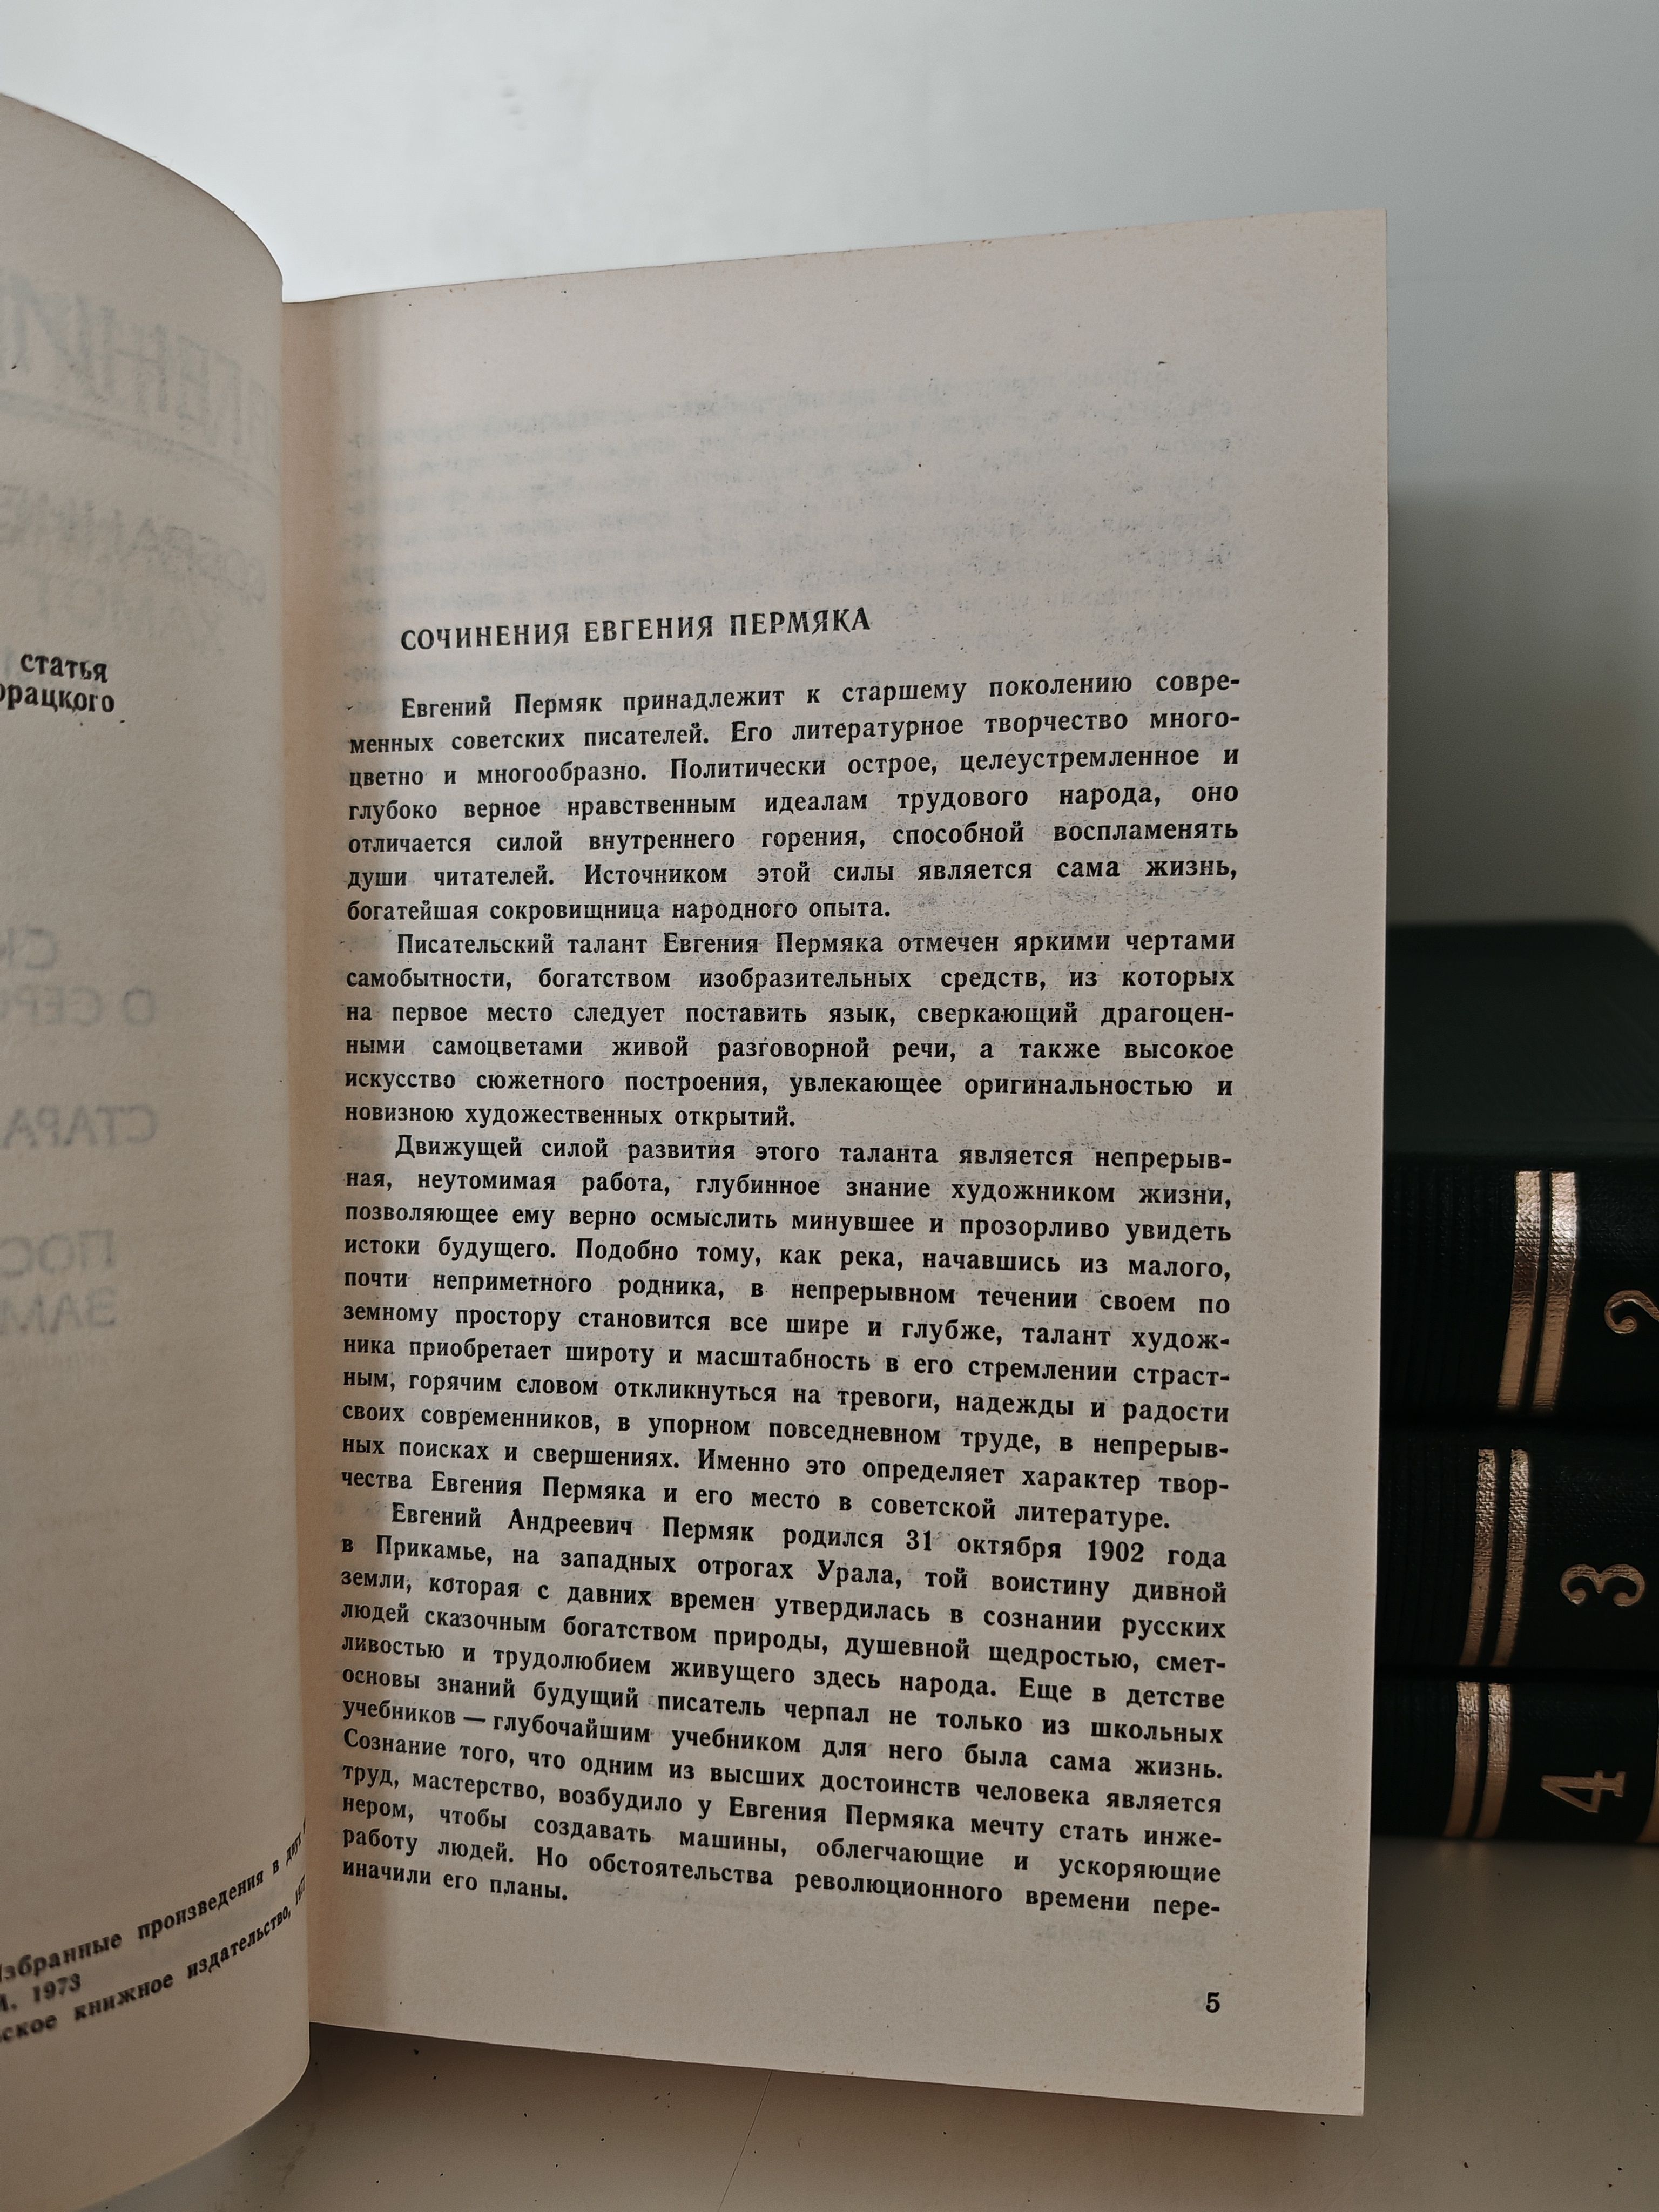 статья
СОЧИНЕНИЯ ЕВГЕНИЯ ПЕРМЯКА
Евгений Пермяк принадлежит к старшему поколению совре-
менных советских писателей. Его литературное творчество много-
цветно и многообразно. Политически острое, целеустремленное и
глубоко верное нравственным идеалам трудового народа, оно
отличается силой внутреннего горения, способной воспламенять
души читателей. Источником этой силы является сама жизнь,
богатейшая сокровищница народного опыта.
Писательский талант Евгения Пермяка отмечен яркими чертами
самобытности, богатством изобразительных средств, из которых
на первое место следует поставить язык, сверкающий драгоцен-
ными самоцветами живой разговорной речи, а также высокое
искусство сюжетного построения, увлекающее оригинальностью и
новизною художественных открытий.
Движущей силой развития этого таланта является непрерыв-
ная, неутомимая работа, глубинное знание художником жизни,
позволяющее ему верно осмыслить минувшее и прозорливо увидеть
истоки будущего. Подобно тому, как река, начавшись из малого,
почти неприметного родника, в непрерывном течении своем по
земному простору становится все шире и глубже, талант худож-
ника приобретает широту и масштабность в его стремлении страст-
ным, горячим словом откликнуться на тревоги, надежды и радости
своих современников, в упорном повседневном труде, в непрерыв-
ных поисках и свершениях. Именно это определяет характер твор-
чества Евгения Пермяка и его место в советской литературе.
Евгений Андреевич Пермяк родился 31 октября 1902 года
в Прикамье, на западных отрогах Урала, той воистину дивной
земли, которая с давних времен утвердилась в сознании русских
людей сказочным богатством природы, душевной щедростью, смет-
ливостью и трудолюбием живущего здесь народа. Еще в детстве
основы знаний будущий писатель черпал не только из школьных
учебников — глубочайшим учебником для него была сама жизнь.
Сознание того, что одним из высших достоинств человека является
труд, мастерство, возбудило у Евгения Пермяка мечту стать инже-
нером, чтобы создавать машины, облегчающие и ускоряющие
работу людей. Но обстоятельства революционного времени пере-
иначили его планы.
5
произведения в двух
1973
книжное издательство,
2
3
4